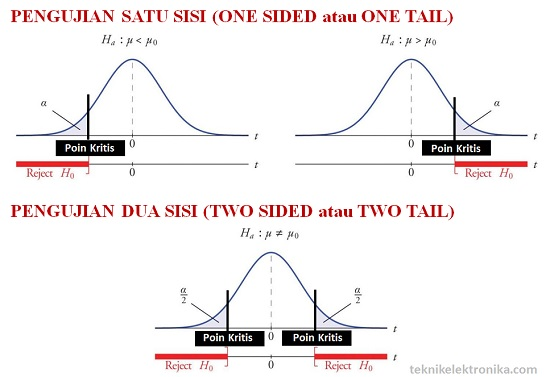 PENGUJIAN SATU SISI (ONE SIDED atau ONE TAIL)
Hₐ : μ < μ₀
Hₐ : μ > μ₀
α
α
t
t
Poin Kritis
0
Poin Kritis
0
t
0
t
0
Reject H₀
Reject H₀
PENGUJIAN DUA SISI (TWO SIDED atau TWO TAIL)
Hₐ : μ ≠ μ₀
α/2
α/2
t
Poin Kritis
0
Poin Kritis
t
0
Reject H₀
Reject H₀
teknikelektronika.com